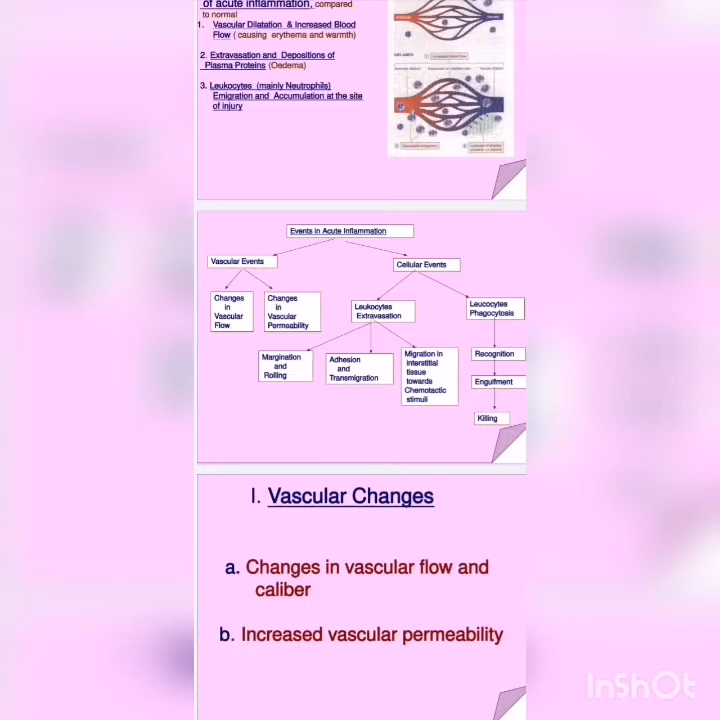 of acute inflammation, compared
to normal
1. Vascular Dilatation & Increased Blood
Flow ( causing erythema and warmth)
2. Extravasation and Depositions of
Plasma Proteins (Oedema)
3. Leukocytes (mainly Neutrophils)
Emigration and Accumulation at the site
of injury
Events in Acute Inflammation
Vascular Events
Cellular Events
Changes
in
Vascular
Flow
Changes
in
Vascular
Permeability
Leukocytes
Extravasation
Leucocytes
Phagocytosis
Margination
and
Rolling
Adhesion
and
Transmigration
Migration in
interstitial
tissue
towards
Chemotactic
stimuli
Recognition
Engulfment
Killing
I. Vascular Changes
a. Changes in vascular flow and
caliber
b. Increased vascular permeability
InShOt